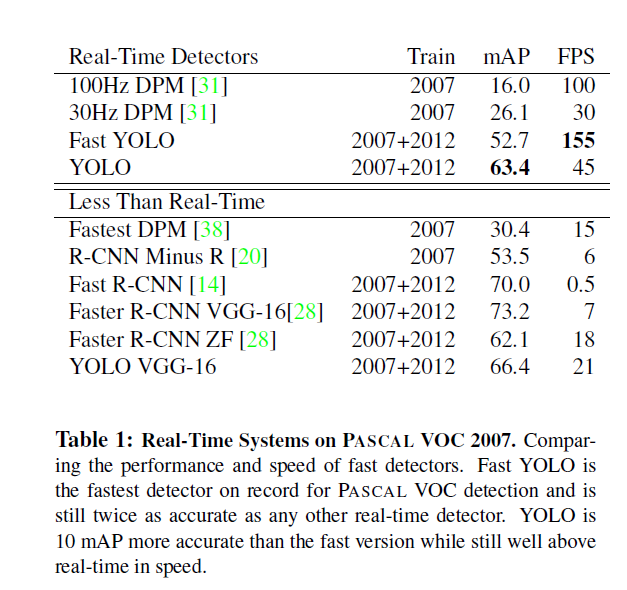 Real-Time Detectors Train mAP FPS
100Hz DPM [31] 2007 16.0 100
30Hz DPM [31] 2007 26.1 30
Fast YOLO 2007+2012 52.7 155
YOLO 2007+2012 63.4 45
Less Than Real-Time
Fastest DPM [38] 2007 30.4 15
R-CNN Minus R [20] 2007 53.5 6
Fast R-CNN [14] 2007+2012 70.0 0.5
Faster R-CNN VGG-16[28] 2007+2012 73.2 7
Faster R-CNN ZF [28] 2007+2012 62.1 18
YOLO VGG-16 2007+2012 66.4 21
Table 1: Real-Time Systems on PASCAL VOC 2007. Compar-
ing the performance and speed of fast detectors. Fast YOLO is
the fastest detector on record for PASCAL VOC detection and is
still twice as accurate as any other real-time detector. YOLO is
10 mAP more accurate than the fast version while still well above
real-time in speed.